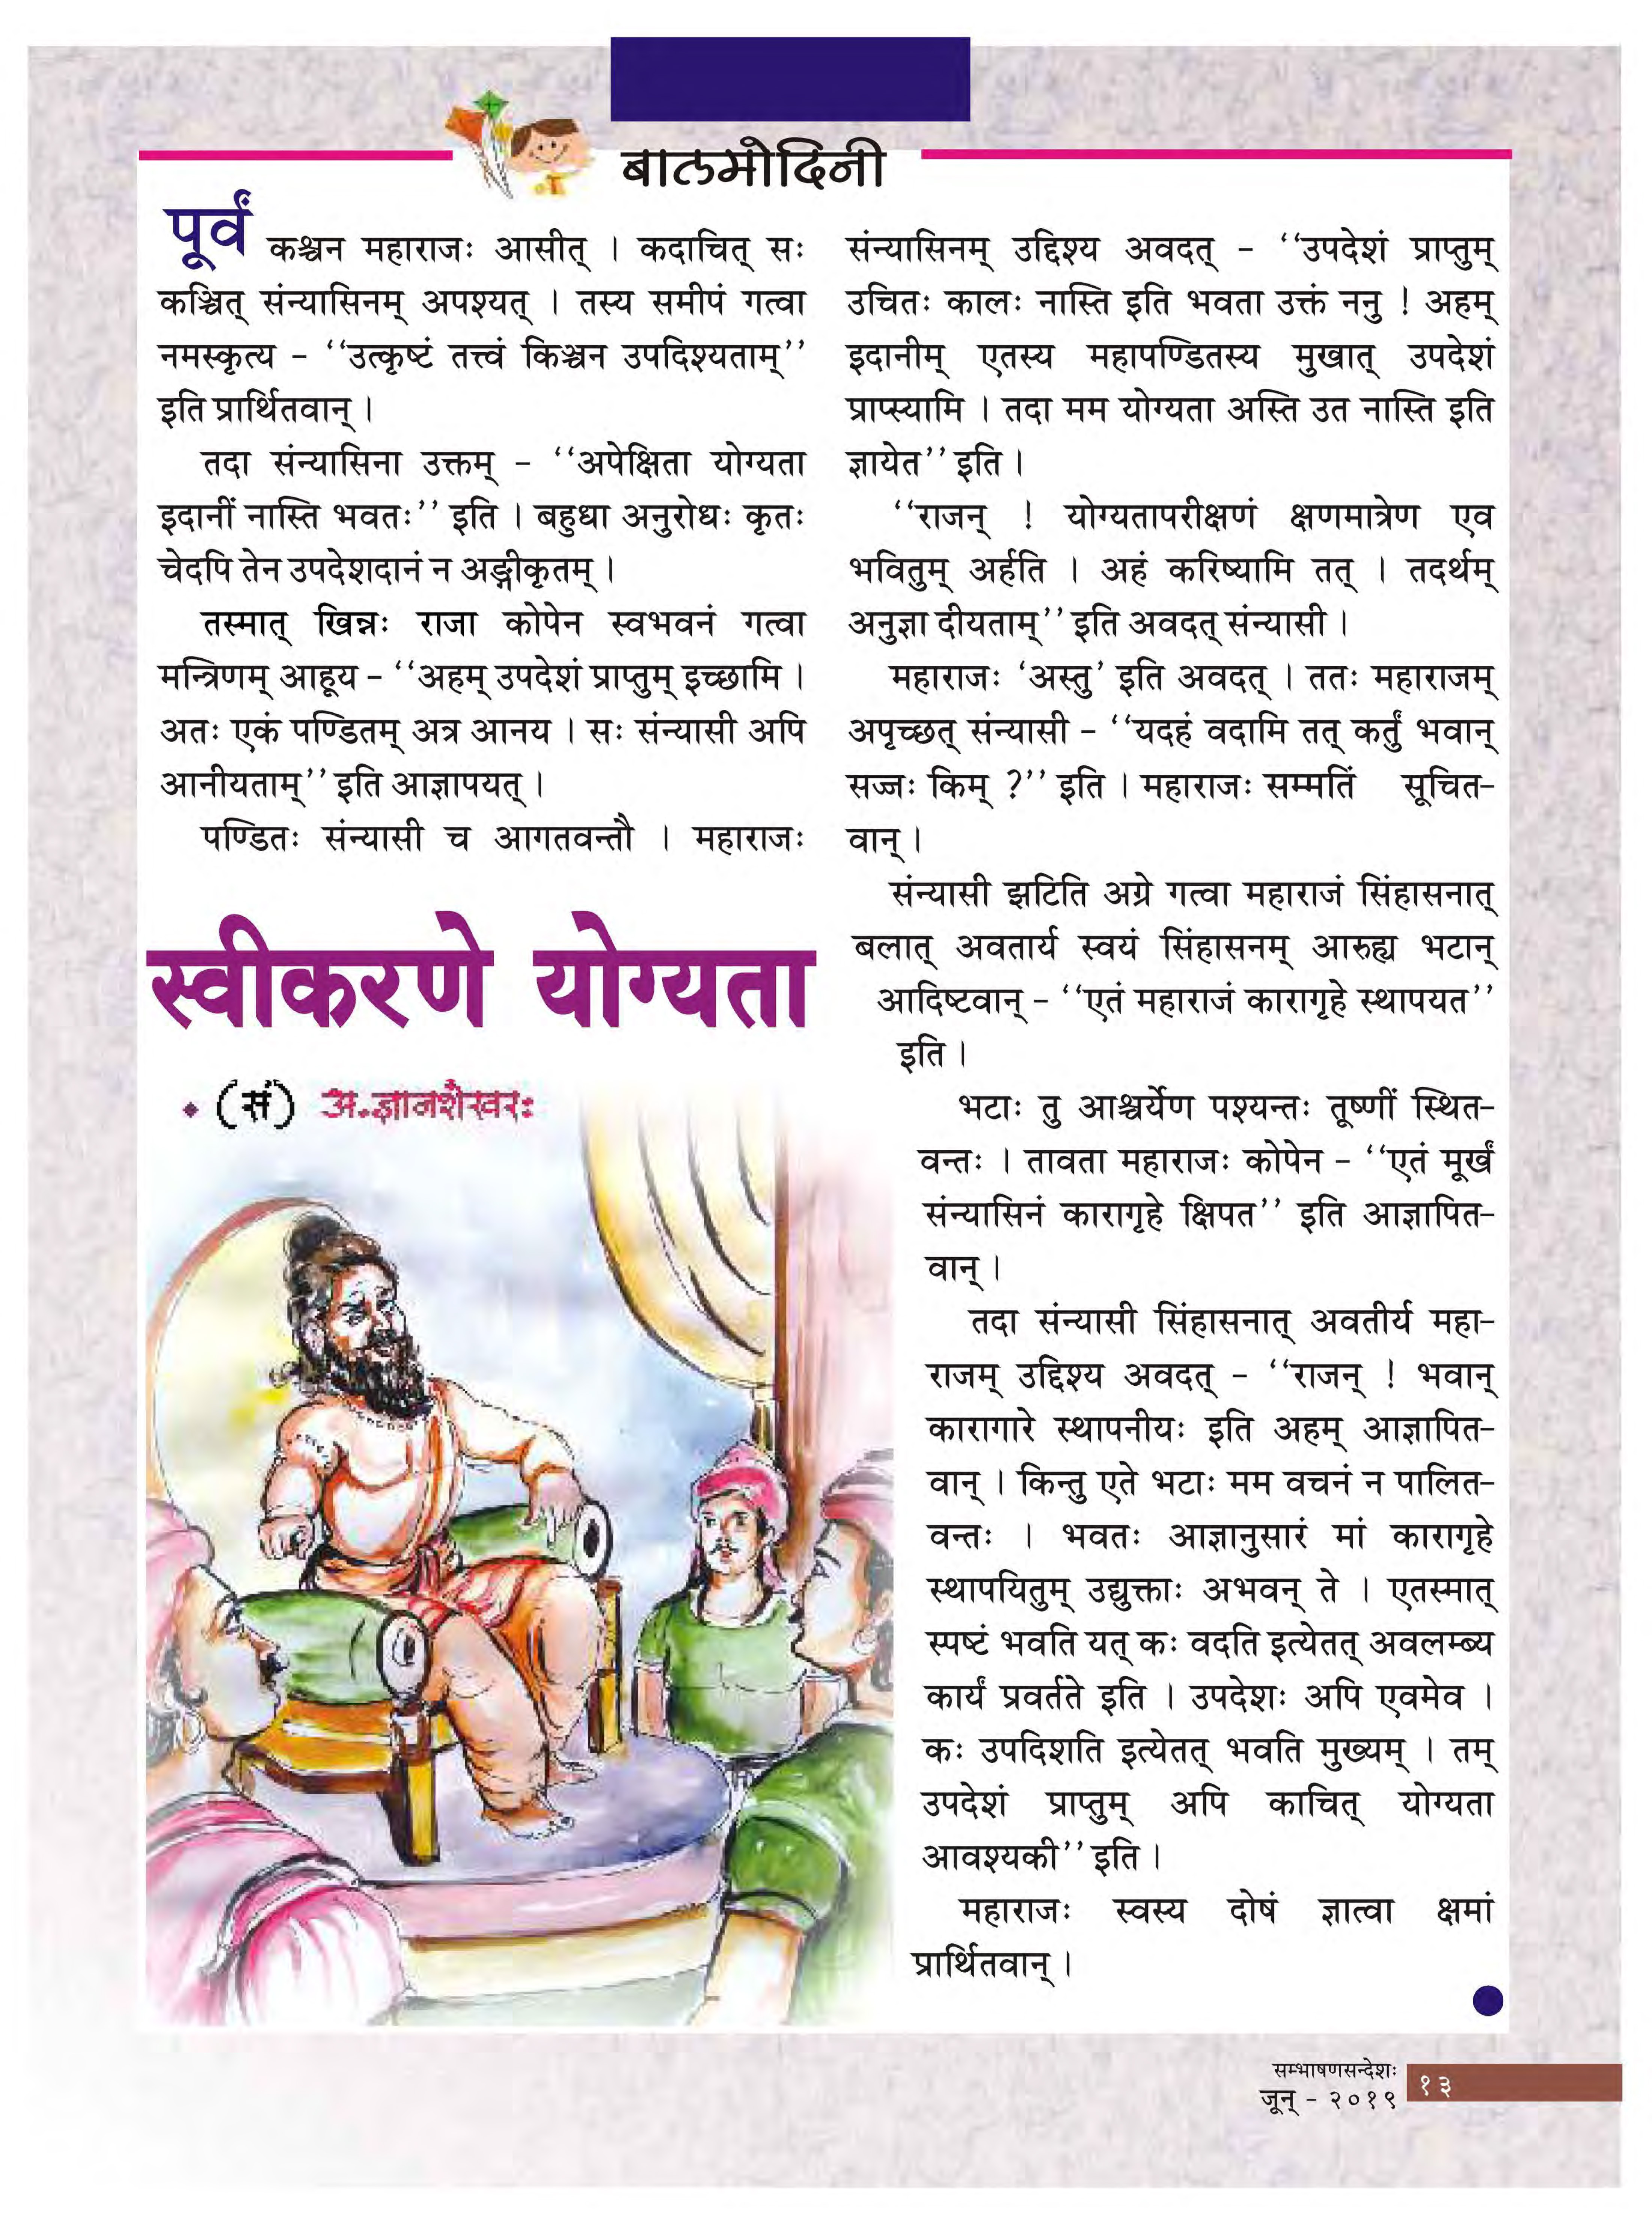 बालमोदिनी
स्वीकरणे योग्यता
(सं) अ.ज्ञानशेखरः
पूर्वं कश्चन महाराजः आसीत् । कदाचित् सः
कञ्चित् संन्यासिनम् अपश्यत् । तस्य समीपं गत्वा
नमस्कृत्य – ‘‘उत्कृष्टं तत्त्वं किञ्चन उपदिश्यताम्’’
इति प्रार्थितवान् ।
तदा संन्यासिना उक्तम् – ‘‘अपेक्षिता योग्यता
इदानीं नास्ति भवतः’’ इति । बहुधा अनुरोधः कृतः
चेदपि तेन उपदेशदानं न अङ्गीकृतम् ।
तस्मात् खिन्नः राजा कोपेन स्वभवनं गत्वा
मन्त्रिणम् आहूय – ‘‘अहम् उपदेशं प्राप्तुम् इच्छामि ।
अतः एकं पण्डितम् अत्र आनय । सः संन्यासी अपि
आनीयताम्’’ इति आज्ञापयत् ।
पण्डितः संन्यासी च आगतवन्तौ । महाराजः
संन्यासिनम् उद्दिश्य अवदत् – ‘‘उपदेशं प्राप्तुम्
उचितः कालः नास्ति इति भवता उक्तं ननु ! अहम्
इदानीम् एतस्य महापण्डितस्य मुखात् उपदेशं
प्राप्स्यामि । तदा मम योग्यता अस्ति उत नास्ति इति
ज्ञायेत’’ इति ।
‘‘राजन् ! योग्यतापरीक्षणं क्षणमात्रेण एव
भवितुम् अर्हति । अहं करिष्यामि तत् । तदर्थम्
अनुज्ञा दीयताम्’’ इति अवदत् संन्यासी ।
महाराजः ‘अस्तु’ इति अवदत् । ततः महाराजम्
अपृच्छत् संन्यासी – ‘‘यदहं वदामि तत् कर्तुं भवान्
सज्जः किम् ?’’ इति । महाराजः सम्मतिं सूचित-
वान् ।
संन्यासी झटिति अग्रे गत्वा महाराजं सिंहासनात्
बलात् अवतार्य स्वयं सिंहासनम् आरुह्य भटान्
आदिष्टवान् – ‘‘एतं महाराजं कारागृहे स्थापयत’’
इति ।
भटाः तु आश्चर्येण पश्यन्तः तूष्णीं स्थित-
वन्तः । तावता महाराजः कोपेन – ‘‘एतं मूर्खं
संन्यासिनं कारागृहे क्षिपत’’ इति आज्ञापित-
वान् ।
तदा संन्यासी सिंहासनात् अवतीर्य महा-
राजम् उद्दिश्य अवदत् – ‘‘राजन् ! भवान्
कारागारे स्थापनीयः इति अहम् आज्ञापित-
वान् । किन्तु एते भटाः मम वचनं न पालित-
वन्तः । भवतः आज्ञानुसारं मां कारागृहे
स्थापयितुम् उद्युक्ताः अभवन् ते । एतस्मात्
स्पष्टं भवति यत् कः वदति इत्येतत् अवलम्ब्य
कार्यं प्रवर्तते इति । उपदेशः अपि एवमेव ।
कः उपदिशति इत्येतत् भवति मुख्यम् । तम्
उपदेशं प्राप्तुम् अपि काचित् योग्यता
आवश्यकी’’ इति ।
महाराजः स्वस्य दोषं ज्ञात्वा क्षमां
प्रार्थितवान् ।
सम्भाषणसन्देशः
जून् – २०१९
१३